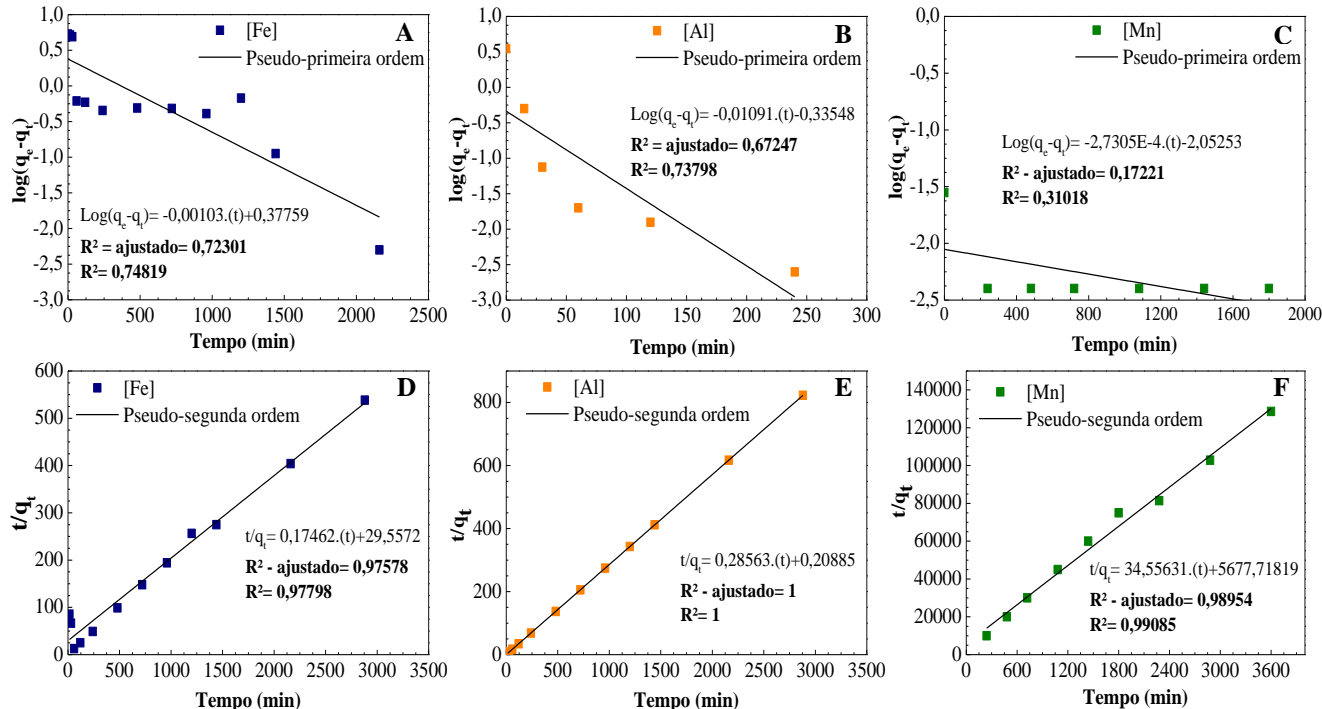 A
[Fe]
Pseudo-primeira ordem
1,0
0,5
0,0
-0,5
-1,0
-1,5
-2,0
-2,5
-3,0
log(qe-qt)
Log(qe-qt)= -0,00103.(t)+0,37759
R² = ajustado= 0,72301
R²= 0,74819
0 500 1000 1500 2000 2500
Tempo (min)
B
[Al]
Pseudo-primeira ordem
1,0
0,5
0,0
-0,5
-1,0
-1,5
-2,0
-2,5
-3,0
log(qe-qt)
Log(qe-qt)= -0,01091.(t)-0,33548
R² = ajustado= 0,67247
R²= 0,73798
0 50 100 150 200 250 300
Tempo (min)
C
[Mn]
Pseudo-primeira ordem
0,0
-0,5
-1,0
-1,5
-2,0
-2,5
log(qe-qt)
Log(qe-qt)= -2,7305E-4.(t)-2,05253
R² - ajustado= 0,17221
R²= 0,31018
0 400 800 1200 1600 2000
Tempo (min)
D
[Fe]
Pseudo-segunda ordem
600
500
400
300
200
100
0
t/qt
t/qt= 0,17462.(t)+29,5572
R² - ajustado= 0,97578
R²= 0,97798
0 500 1000 1500 2000 2500 3000 3500
Tempo (min)
E
[Al]
Pseudo-segunda ordem
800
600
400
200
0
t/qt
t/qt= 0,28563.(t)+0,20885
R² - ajustado= 1
R²= 1
0 500 1000 1500 2000 2500 3000 3500
Tempo (min)
F
[Mn]
Pseudo-segunda ordem
140000
120000
100000
80000
60000
40000
20000
0
t/qt
t/qt= 34,55631.(t)+5677,71819
R² - ajustado= 0,98954
R²= 0,99085
0 600 1200 1800 2400 3000 3600
Tempo (min)